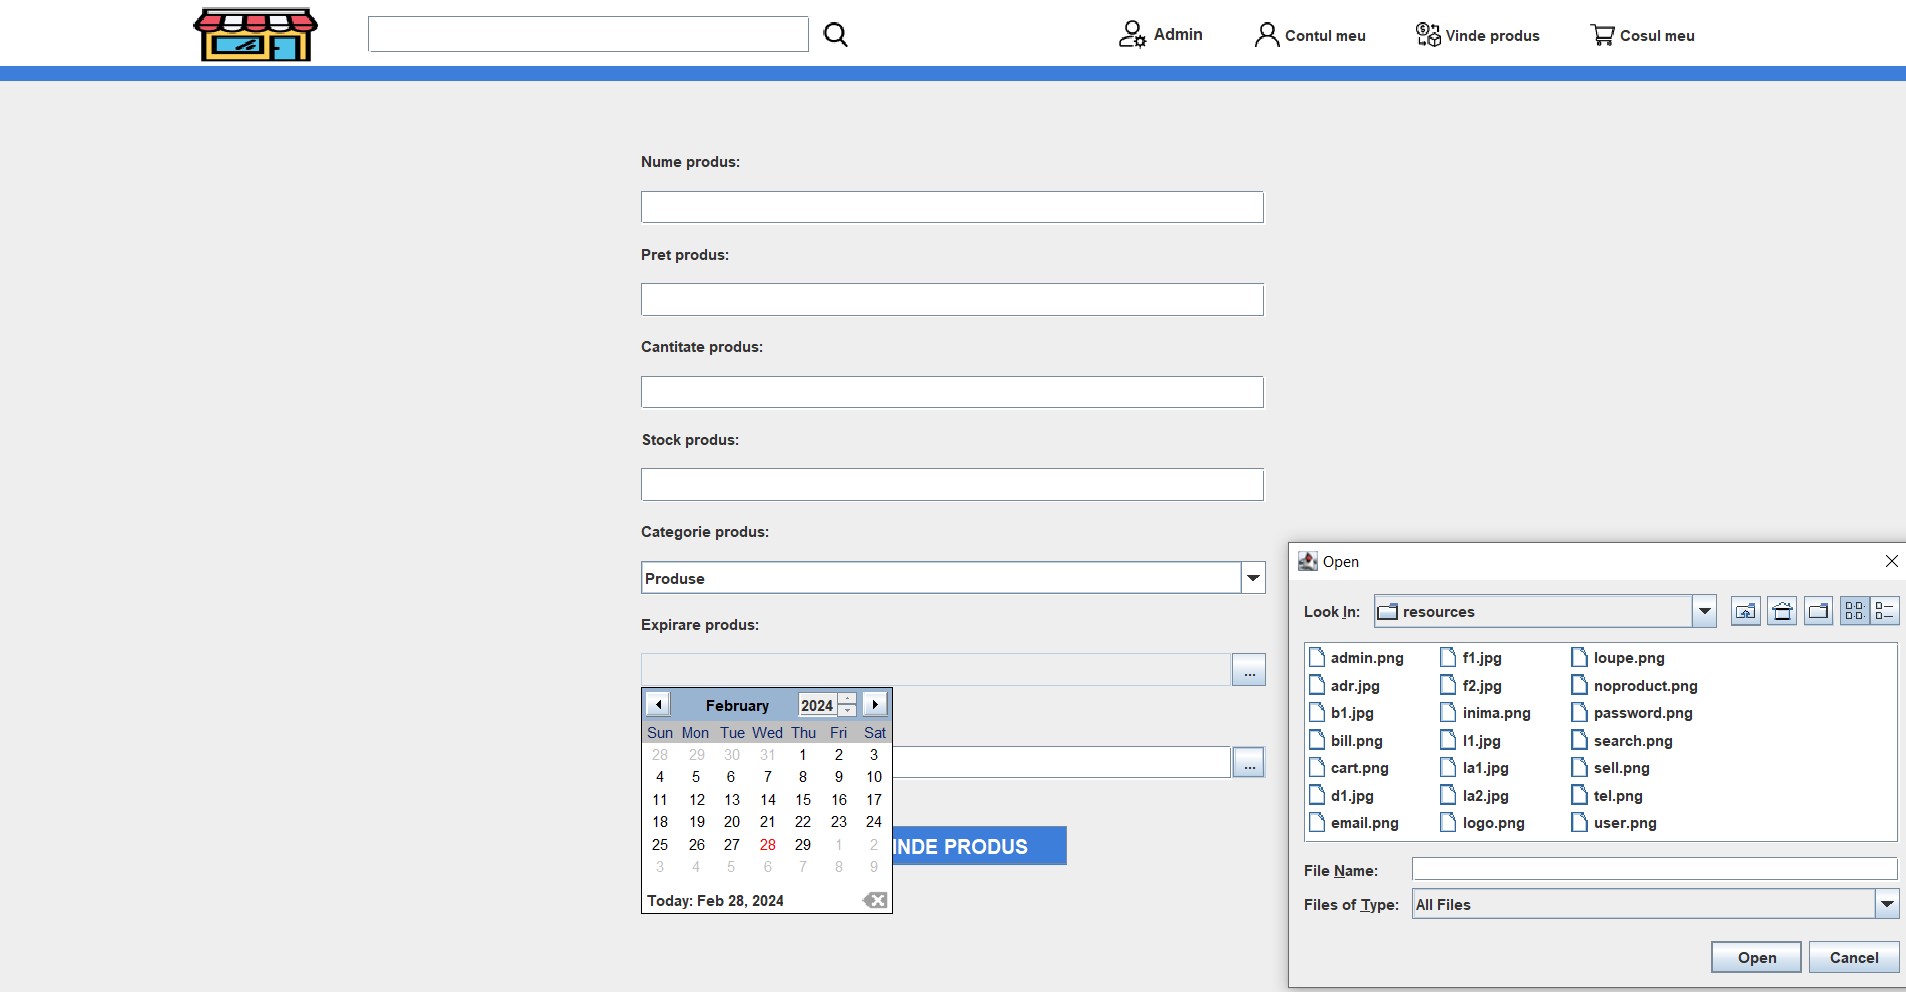 Admin
Contul meu
Vinde produs
Cosul meu
Nume produs:
Pret produs:
Cantitate produs:
Stock produs:
Categorie produs:
Produse
Expirare produs:
...
February 2024
Sun Mon Tue Wed Thu Fri Sat
28 29 30 31 1 2 3
4 5 6 7 8 9 10
11 12 13 14 15 16 17
18 19 20 21 22 23 24
25 26 27 28 29 1 2
3 4 5 6 7 8 9
Today: Feb 28, 2024
...
INDE PRODUS
Open
Look In: resources
admin.png f1.jpg loupe.png
adr.jpg f2.jpg noproduct.png
b1.jpg inima.png password.png
bill.png l1.jpg search.png
cart.png la1.jpg sell.png
d1.jpg la2.jpg tel.png
email.png logo.png user.png
File Name:
Files of Type: All Files
Open Cancel